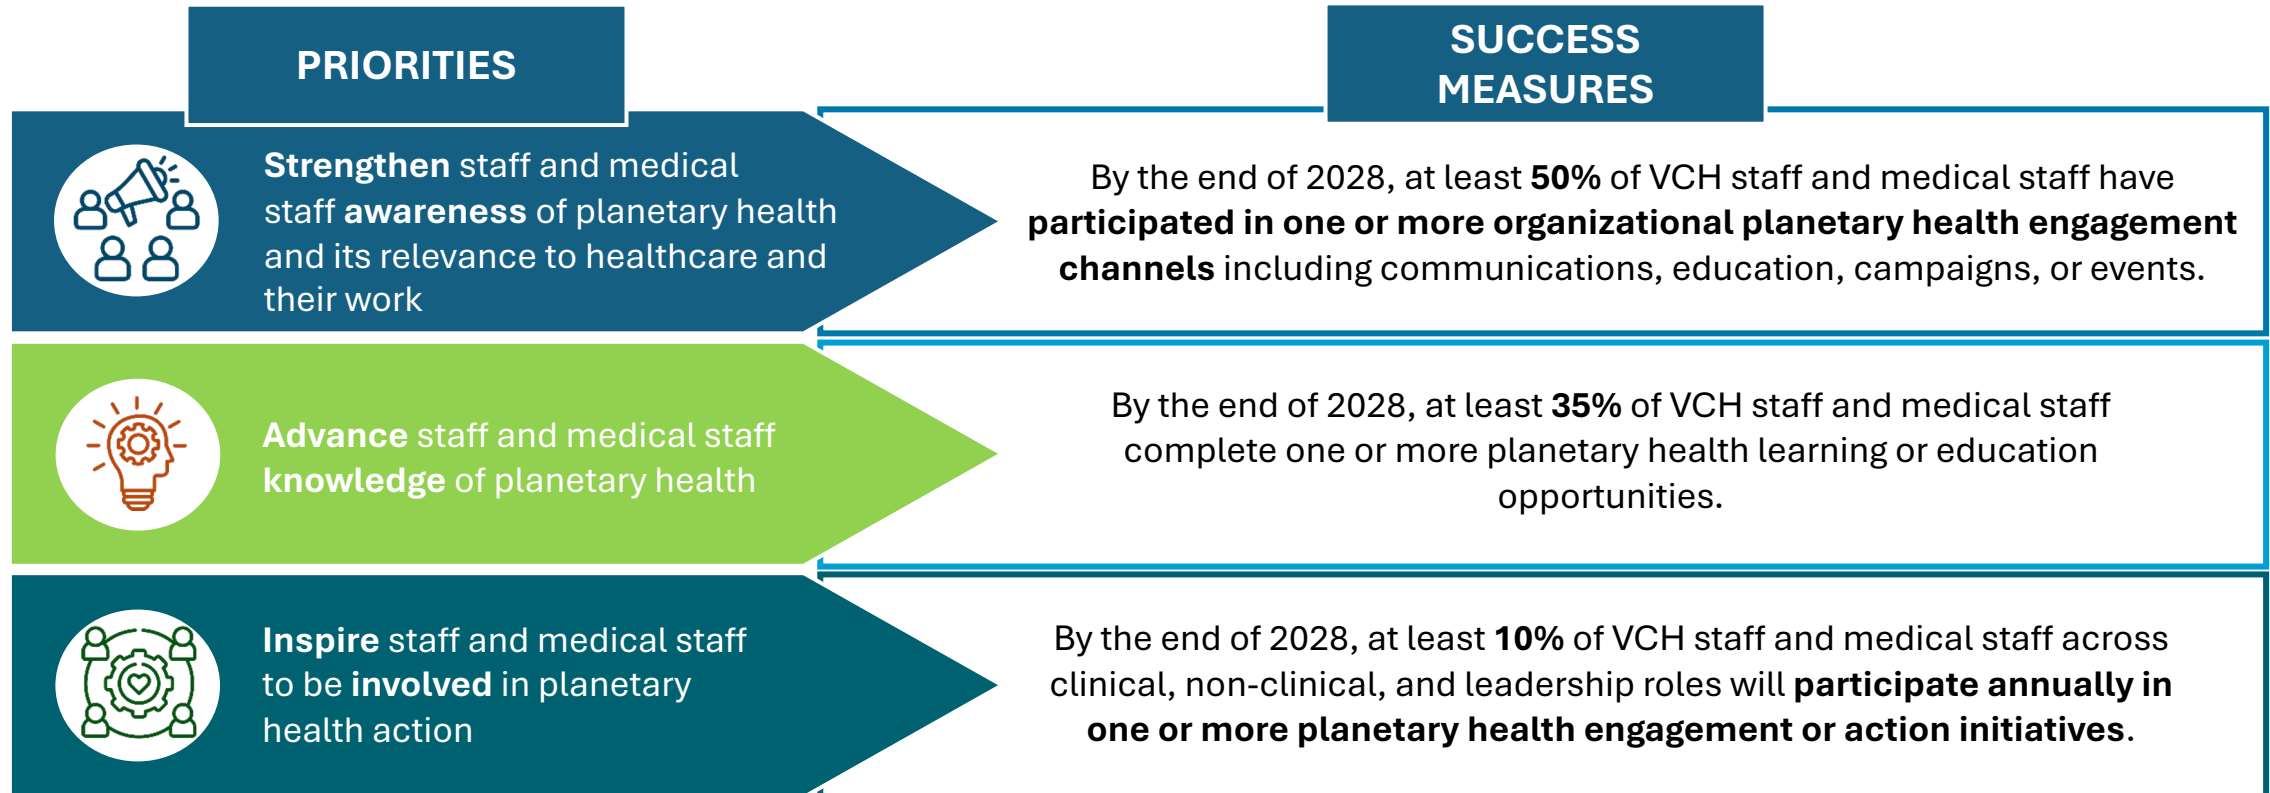 PRIORITIES
SUCCESS
MEASURES
Strengthen staff and medical
staff awareness of planetary health
and its relevance to healthcare and
their work
By the end of 2028, at least 50% of VCH staff and medical staff have
participated in one or more organizational planetary health engagement
channels including communications, education, campaigns, or events.
Advance staff and medical staff
knowledge of planetary health
By the end of 2028, at least 35% of VCH staff and medical staff
complete one or more planetary health learning or education
opportunities.
Inspire staff and medical staff
to be involved in planetary
health action
By the end of 2028, at least 10% of VCH staff and medical staff across
clinical, non-clinical, and leadership roles will participate annually in
one or more planetary health engagement or action initiatives.